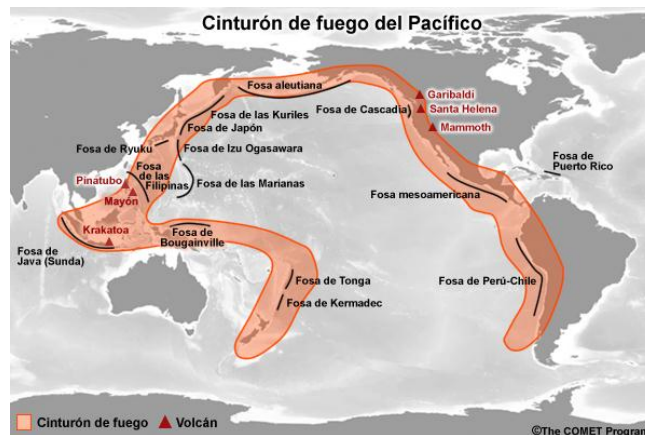 Cinturón de fuego del Pacífico
Fosa aleutiana
Garibaldi
Fosa de las Kuriles
Fosa de Cascadia
Santa Helena
Fosa de Japón
Mammoth
Fosa de Ryuku
Fosa de Izu Ogasawara
Fosa de
Puerto Rico
Fosa
de las
Filipinas
Pinatubo
Fosa de las Marianas
Mayón
Fosa mesoamericana
Krakatoa
Fosa de
Bougainville
Fosa de
Java (Sunda)
Fosa de Tonga
Fosa de Perú-Chile
Fosa de Kermadec
Cinturón de fuego
Volcán
©The COMET Program